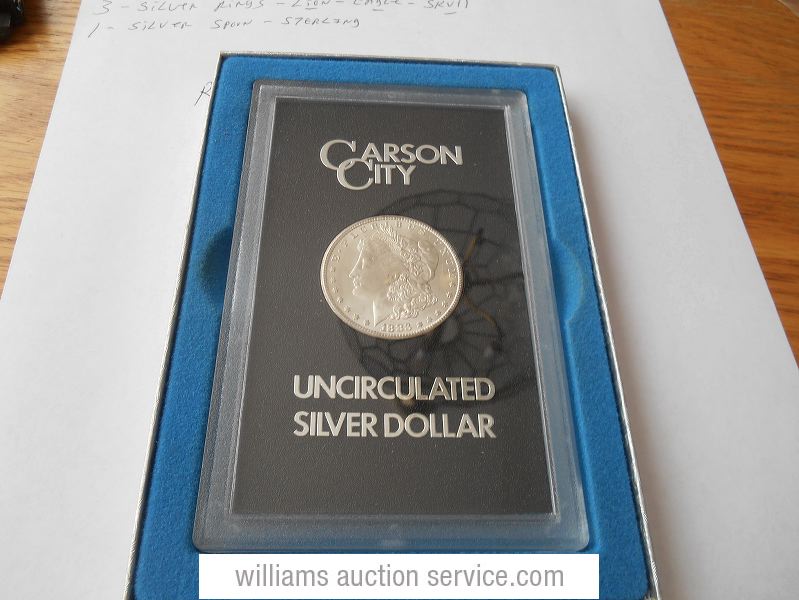 3 - SILVER RINGS - LION - EAGLE - SKULL
1 - SILVER SPOON - STERLING
R
CARSON
CITY
1883
UNCIRCULATED
SILVER DOLLAR
williams auction service.com